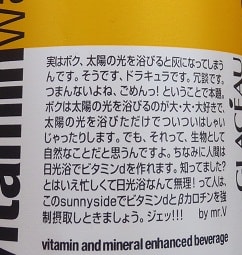 実はボク、太陽の光を浴びると灰になってしまう
んです。そうです、ドラキュラです。冗談です。
つまんないよね、ごめんっ！ということで本題。
ボクは太陽の光を浴びるのが大・大・大好きで、
太陽の光を浴びただけでついついはしゃい
じゃったりします。でも、それって、生物として
自然なことだと思うんですよ。ちなみに人間は
日光浴でビタミンdを作れます。知ってました?
とはいえ忙しくて日光浴なんて無理！って人は、
このsunnysideでビタミンdとβカロチンを強
制摂取しときましょう。ジェッ!!!
by mr.V
vitamin and mineral enhanced beverage
vitamin
wa
GLACÉAU